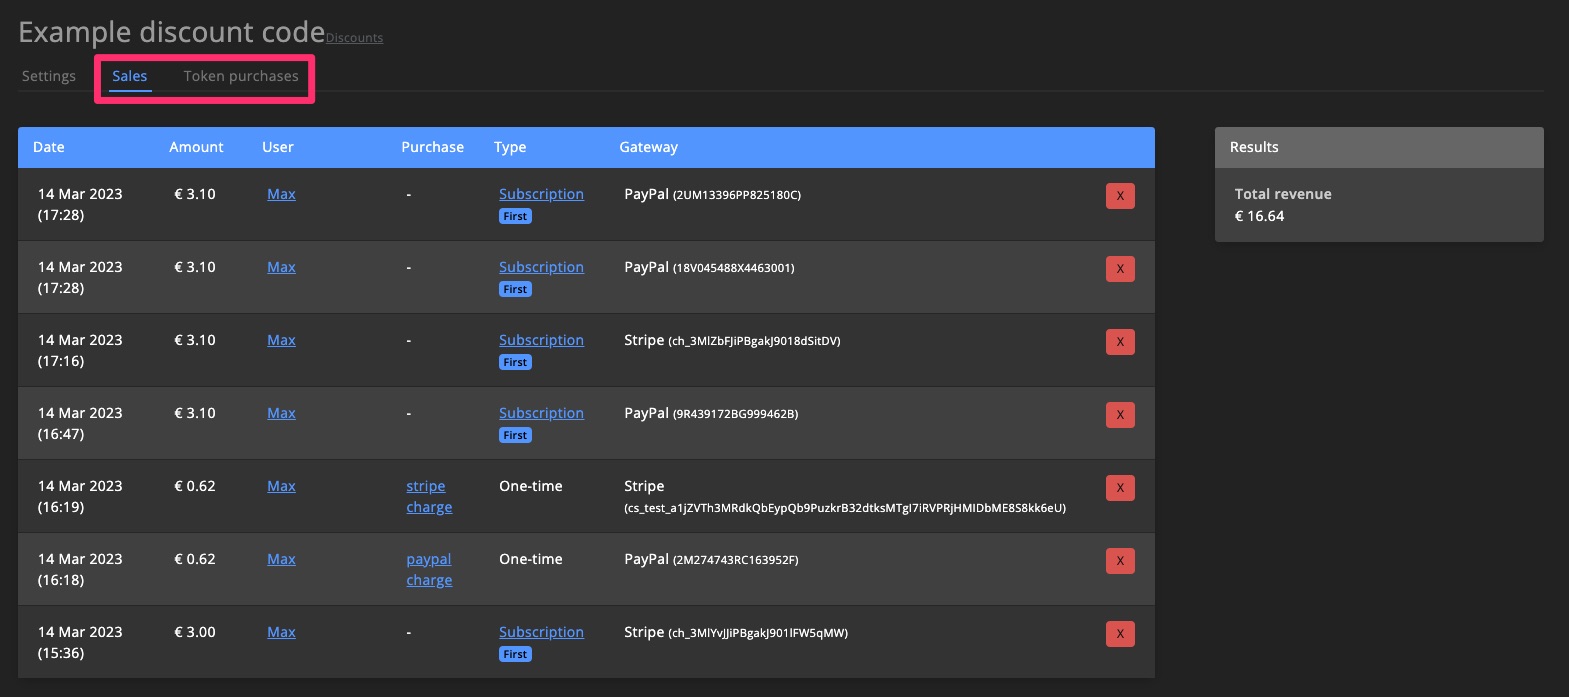 Example discount code Discounts
Settings Sales Token purchases
Date Amount User Purchase Type Gateway
14 Mar 2023 € 3.10 Max - Subscription PayPal (2UM13396PP825180C) X
(17:28) First
14 Mar 2023 € 3.10 Max - Subscription PayPal (18V045488X4463001) X
(17:28) First
14 Mar 2023 € 3.10 Max - Subscription Stripe (ch_3MlZbFJiPBgakJ9018dSitDV) X
(17:16) First
14 Mar 2023 € 3.10 Max - Subscription PayPal (9R439172BG999462B) X
(16:47) First
14 Mar 2023 € 0.62 Max stripe One-time Stripe X
(16:19) charge (cs_test_a1jZVTh3MRdkQbEypQb9PuzkrB32dtksMTgI7iRVPRjHMIDbME8S8kk6eU)
14 Mar 2023 € 0.62 Max paypal One-time PayPal (2M274743RC163952F) X
(16:18) charge
14 Mar 2023 € 3.00 Max - Subscription Stripe (ch_3MlYvJJiPBgakJ901lFW5qMW) X
(15:36) First
Results
Total revenue
€ 16.64